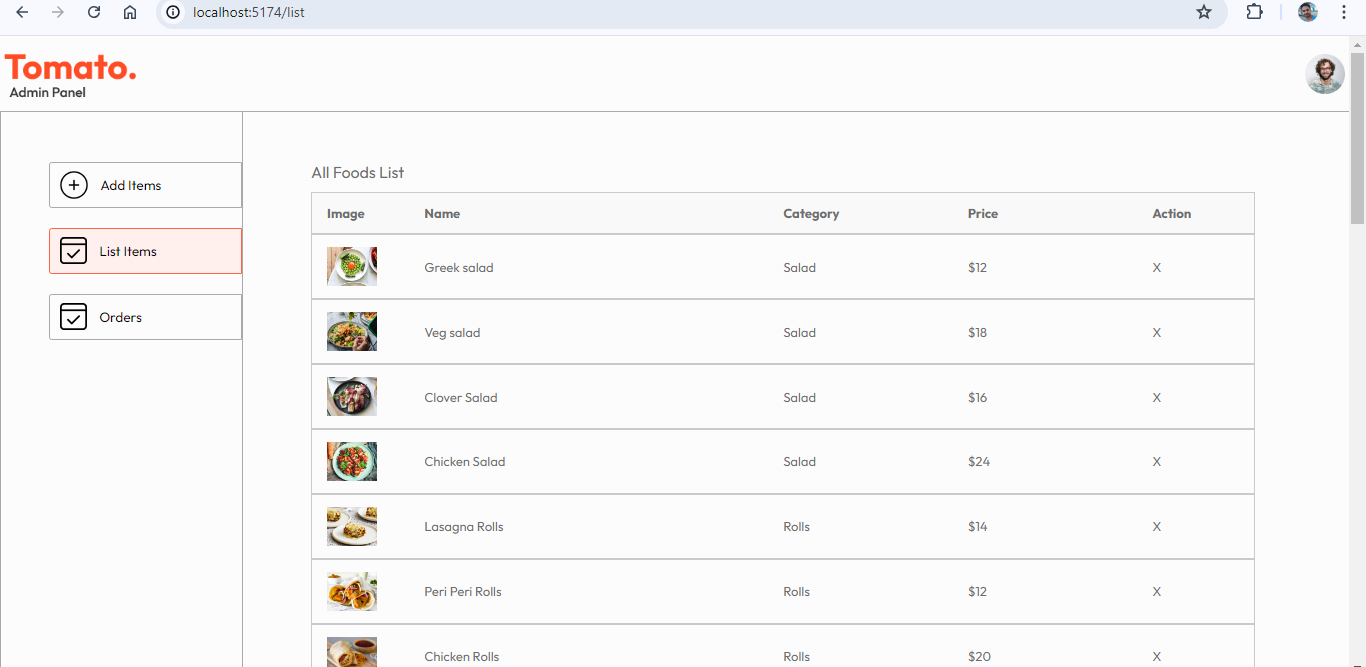 localhost:5174/list
Tomato.
Admin Panel
Add Items
List Items
Orders
All Foods List
Image Name Category Price Action
Greek salad Salad $12 X
Veg salad Salad $18 X
Clover Salad Salad $16 X
Chicken Salad Salad $24 X
Lasagna Rolls Rolls $14 X
Peri Peri Rolls Rolls $12 X
Chicken Rolls Rolls $20 X